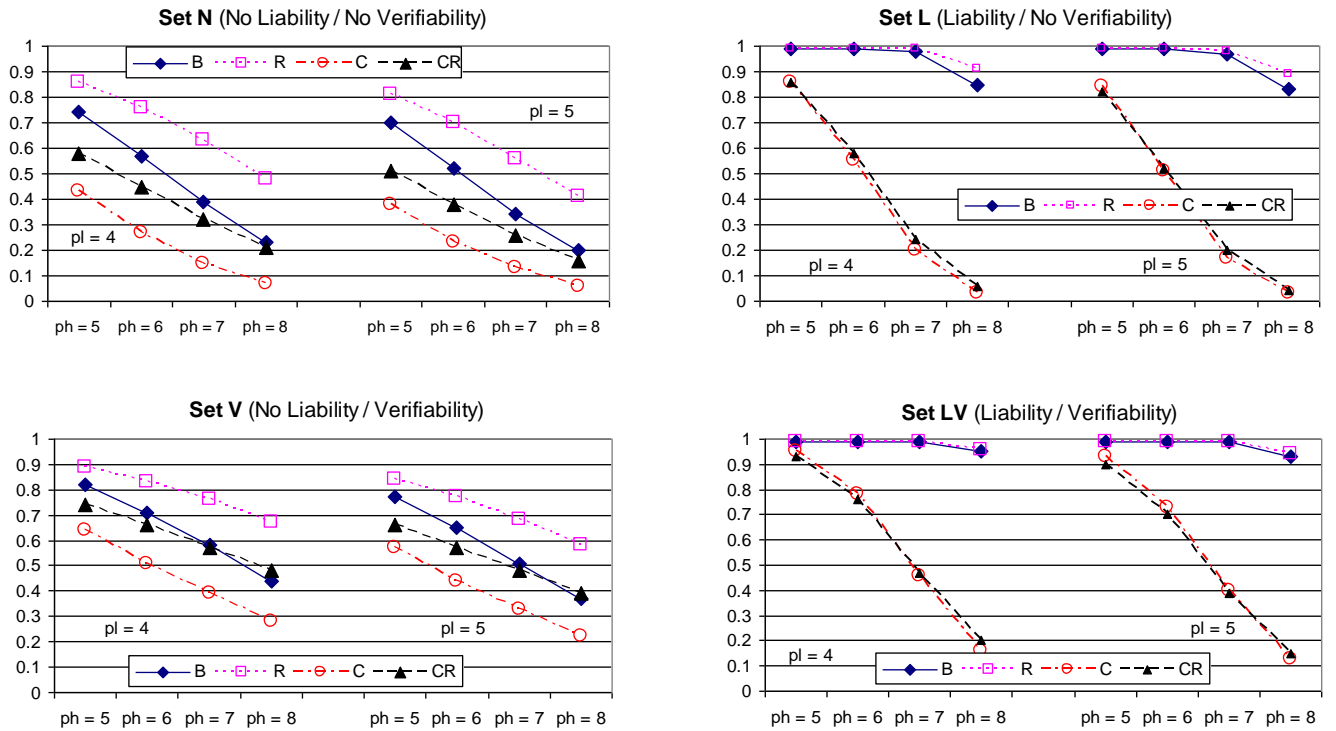 Set N (No Liability / No Verifiability)
1
0.9
0.8
0.7
0.6
0.5
0.4
0.3
0.2
0.1
0
B R C CR
pl = 5
pl = 4
ph = 5 ph = 6 ph = 7 ph = 8 ph = 5 ph = 6 ph = 7 ph = 8
Set L (Liability / No Verifiability)
1
0.9
0.8
0.7
0.6
0.5
0.4
0.3
0.2
0.1
0
B R C CR
pl = 4
pl = 5
ph = 5 ph = 6 ph = 7 ph = 8 ph = 5 ph = 6 ph = 7 ph = 8
Set V (No Liability / Verifiability)
1
0.9
0.8
0.7
0.6
0.5
0.4
0.3
0.2
0.1
0
pl = 4
pl = 5
B R C CR
ph = 5 ph = 6 ph = 7 ph = 8 ph = 5 ph = 6 ph = 7 ph = 8
Set LV (Liability / Verifiability)
1
0.9
0.8
0.7
0.6
0.5
0.4
0.3
0.2
0.1
0
pl = 5
pl = 4
B R C CR
ph = 5 ph = 6 ph = 7 ph = 8 ph = 5 ph = 6 ph = 7 ph = 8